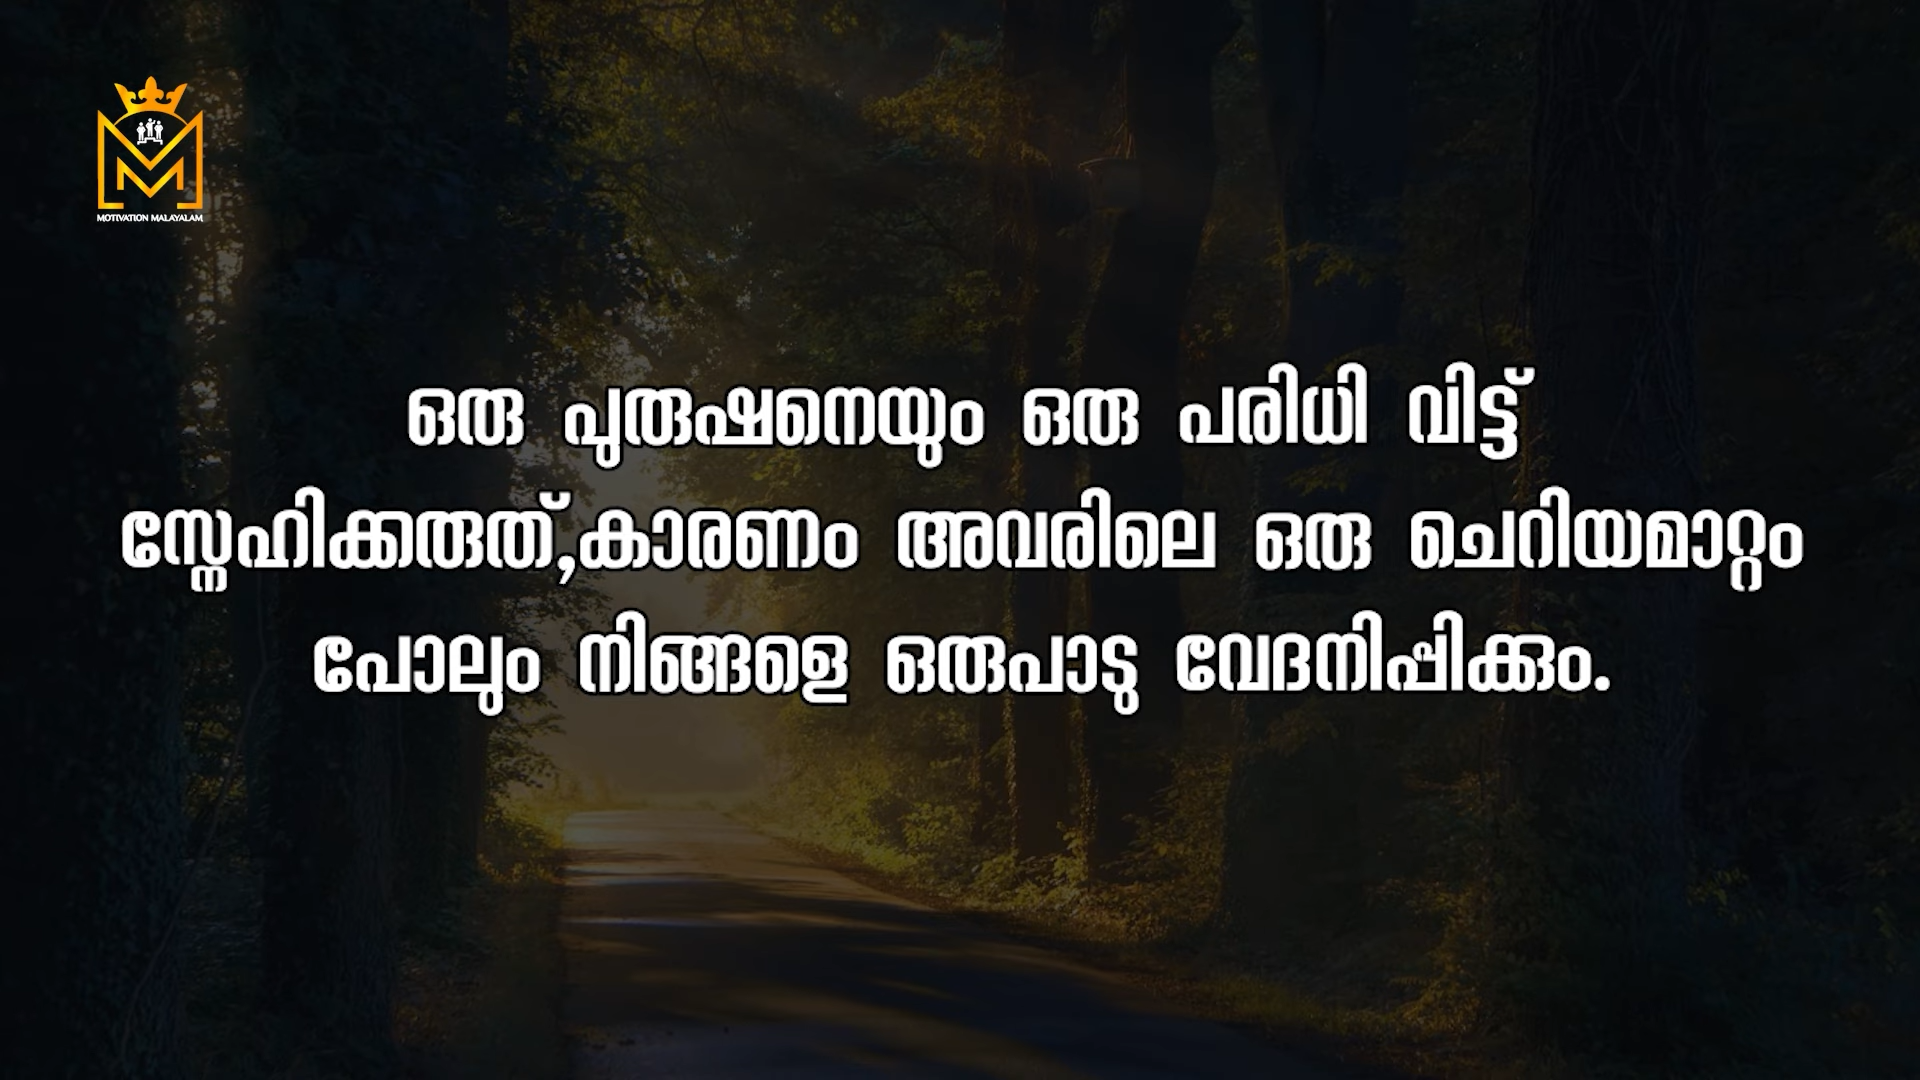 MOTIVATION MALAYALAM
ഒരു പുരുഷനെയും ഒരു പരിധി വിട്ട്
സ്നേഹിക്കരുത്,കാരണം അവരിലെ ഒരു ചെറിയമാറ്റം
പോലും നിങ്ങളെ ഒരുപാടു വേദനിപ്പിക്കും.